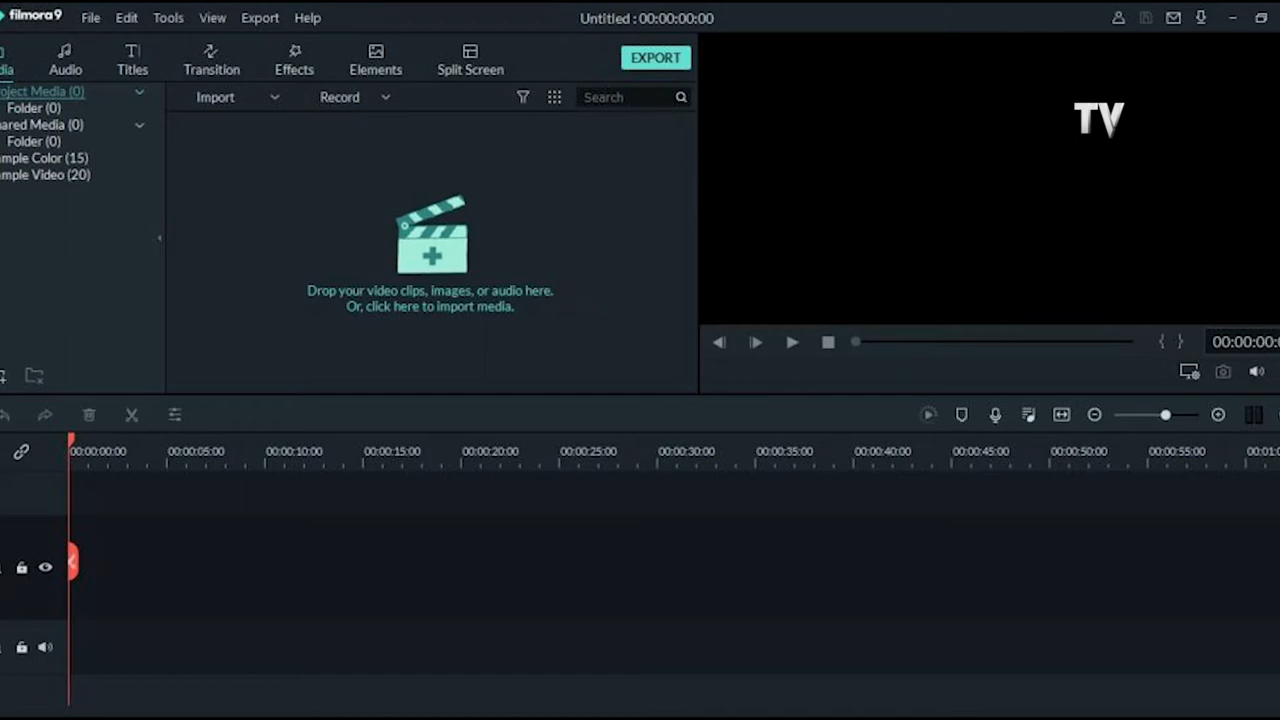 filmora9 File Edit Tools View Export Help Untitled : 00:00:00:00
dia Audio Titles Transition Effects Elements Split Screen EXPORT
oject Media (0)
Folder (0)
ared Media (0)
Folder (0)
mple Color (15)
mple Video (20)
Import Record Search
Drop your video clips, images, or audio here.
Or, click here to import media.
TV
00:00:00:0
00:00:00:00 00:00:05:00 00:00:10:00 00:00:15:00 00:00:20:00 00:00:25:00 00:00:30:00 00:00:35:00 00:00:40:00 00:00:45:00 00:00:50:00 00:00:55:00 00:01:0